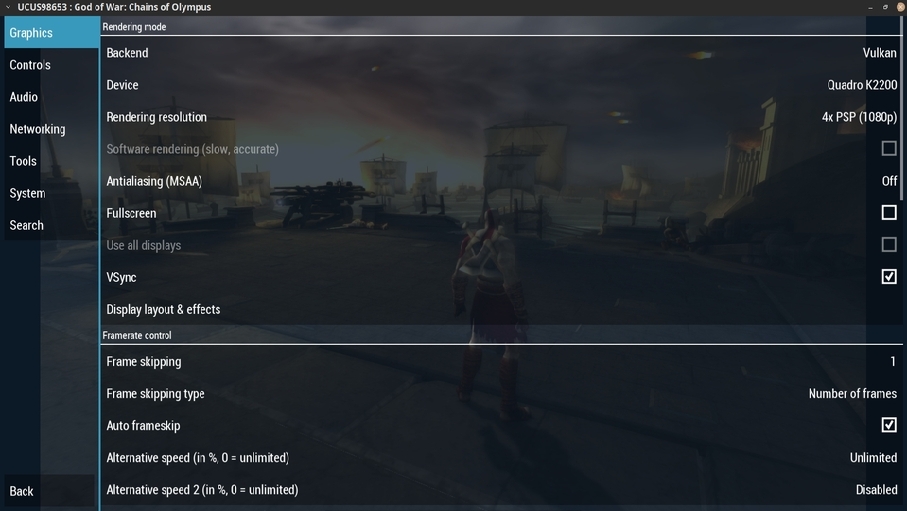 UCUS98653 : God of War: Chains of Olympus
Graphics
Controls
Audio
Networking
Tools
System
Search
Back
Rendering mode
Backend Vulkan
Device Quadro K2200
Rendering resolution 4x PSP (1080p)
Software rendering (slow, accurate)
Antialiasing (MSAA) Off
Fullscreen
Use all displays
VSync
Display layout & effects
Framerate control
Frame skipping 1
Frame skipping type Number of frames
Auto frameskip
Alternative speed (in %, 0 = unlimited) Unlimited
Alternative speed 2 (in %, 0 = unlimited) Disabled